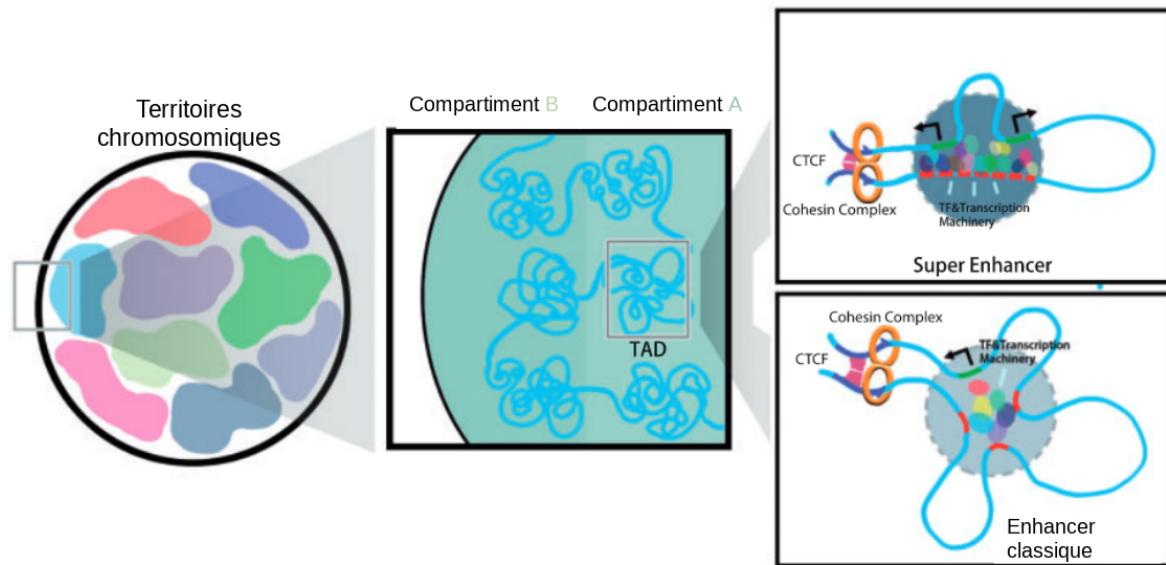 Territoires
chromosomiques
Compartiment B
Compartiment A
TAD
CTCF
Cohesin Complex
TF&Transcription
Machinery
Super Enhancer
Cohesin Complex
CTCF
TF&Transcription
Machinery
Enhancer
classique